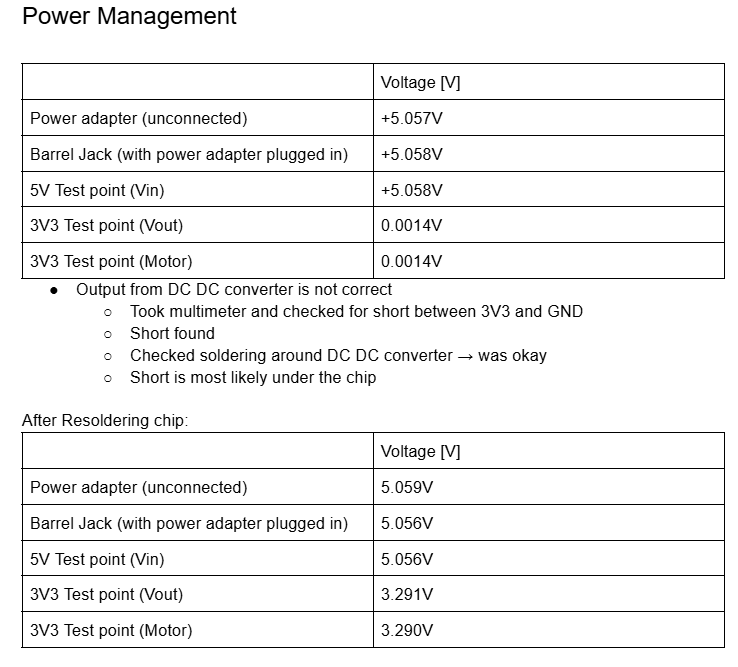 Power Management
Voltage [V]
Power adapter (unconnected) +5.057V
Barrel Jack (with power adapter plugged in) +5.058V
5V Test point (Vin) +5.058V
3V3 Test point (Vout) 0.0014V
3V3 Test point (Motor) 0.0014V
● Output from DC DC converter is not correct
○ Took multimeter and checked for short between 3V3 and GND
○ Short found
○ Checked soldering around DC DC converter → was okay
○ Short is most likely under the chip
After Resoldering chip:
Voltage [V]
Power adapter (unconnected) 5.059V
Barrel Jack (with power adapter plugged in) 5.056V
5V Test point (Vin) 5.056V
3V3 Test point (Vout) 3.291V
3V3 Test point (Motor) 3.290V